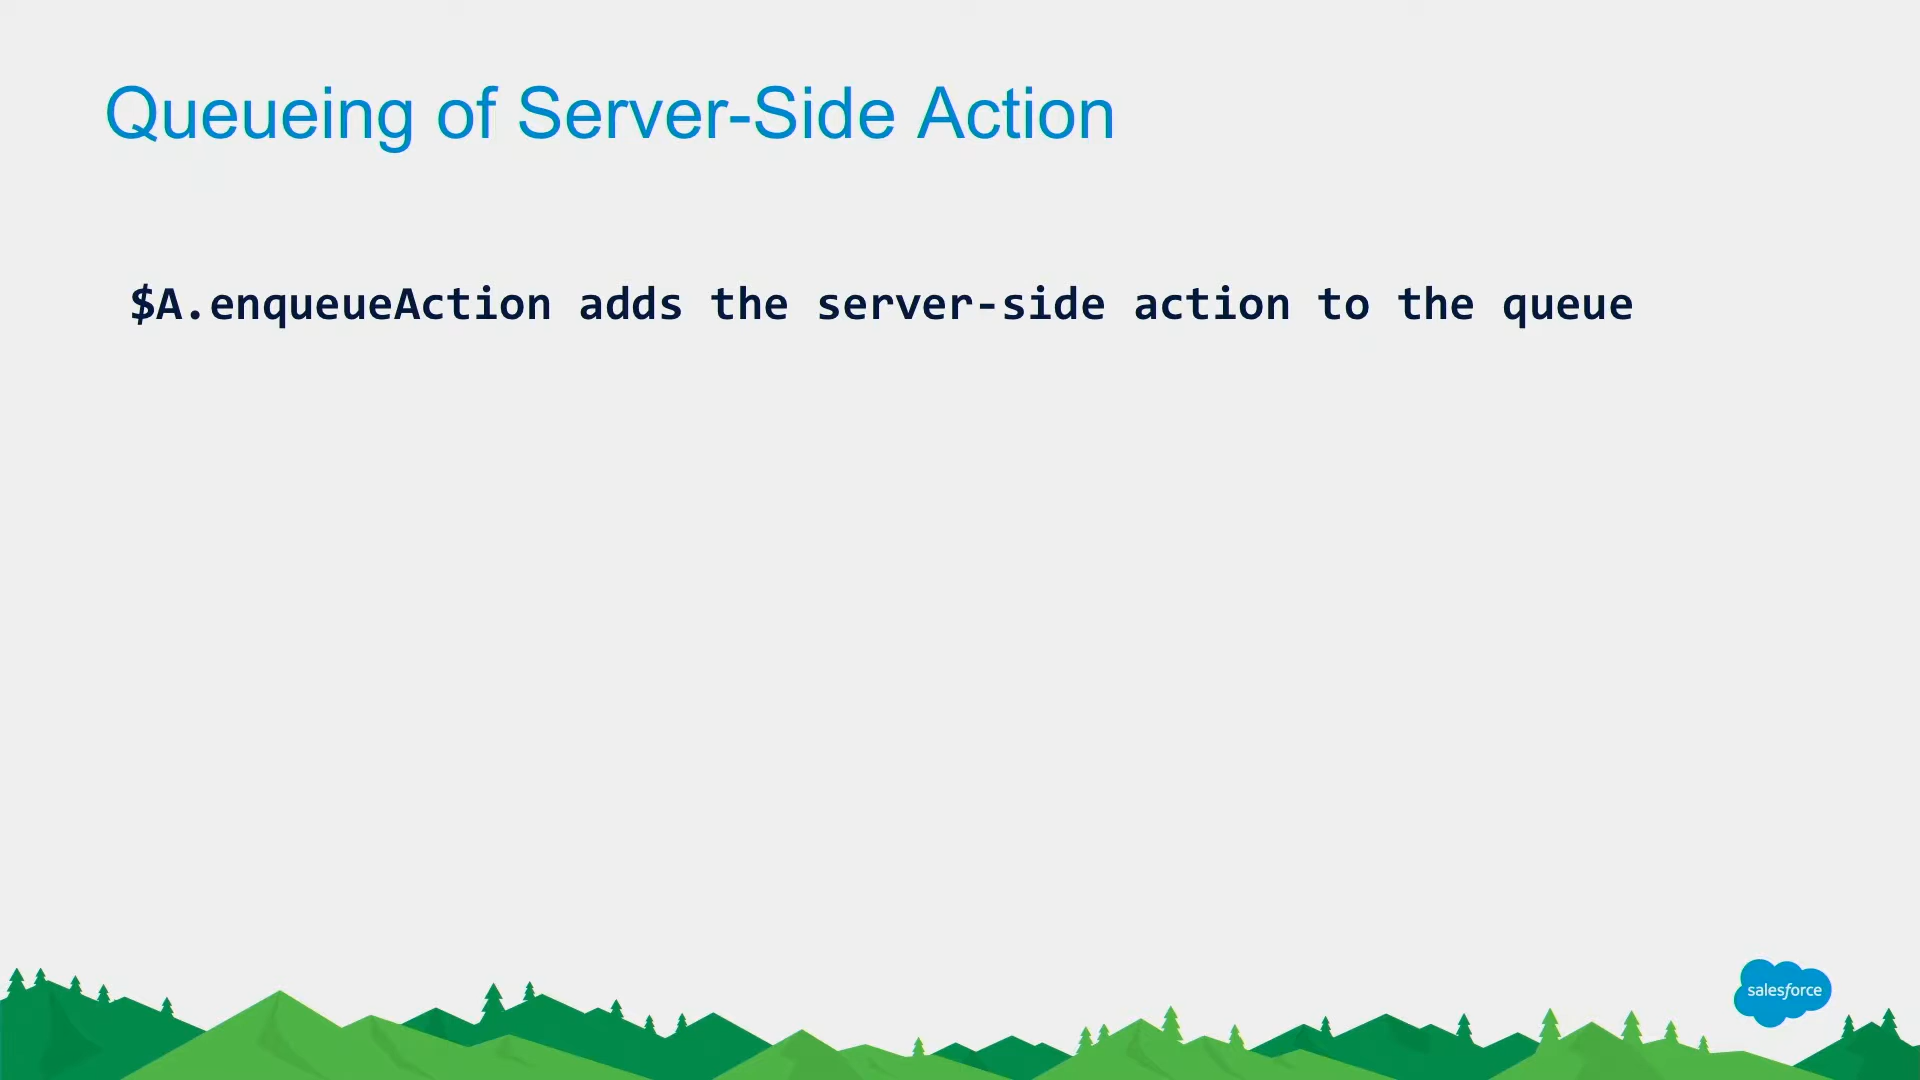 Queueing of Server-Side Action
$A.enqueueAction adds the server-side action to the queue
salesforce